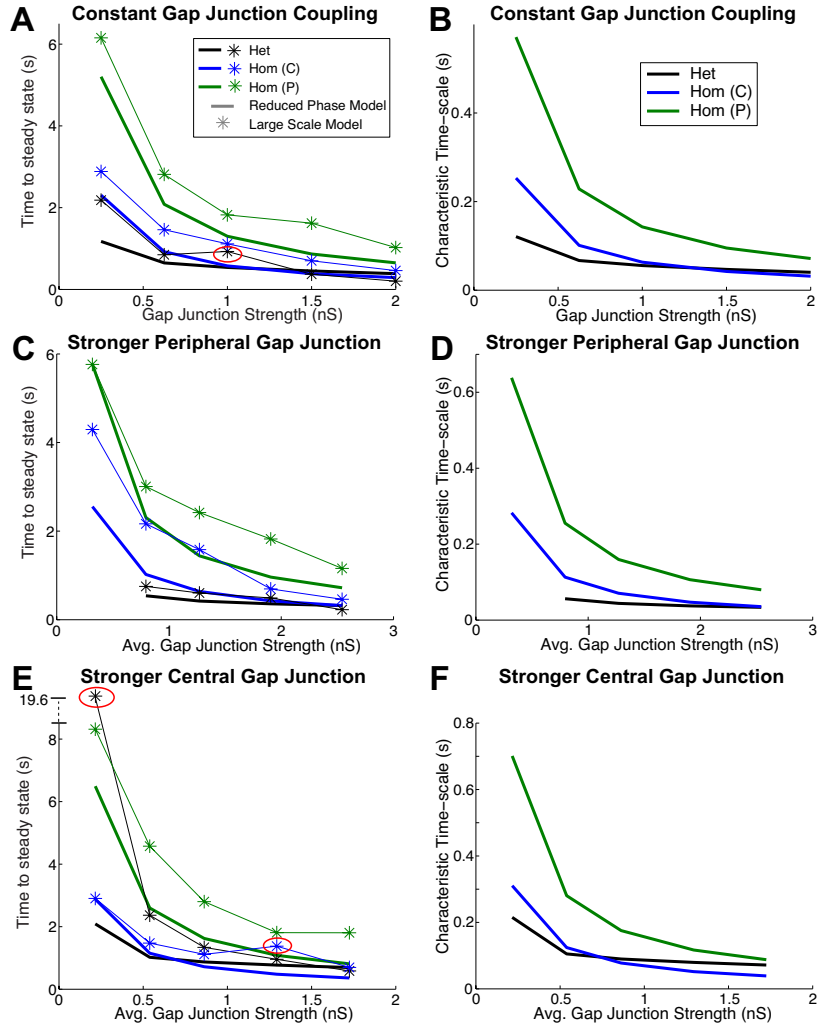 A
Constant Gap Junction Coupling
Time to steady state (s)
6
4
2
0
Het
Hom (C)
Hom (P)
Reduced Phase Model
Large Scale Model
0 0.5 1 1.5 2
Gap Junction Strength (nS)
B
Constant Gap Junction Coupling
Characteristic Time-scale (s)
0.4
0.2
0
Het
Hom (C)
Hom (P)
0 0.5 1 1.5 2
Gap Junction Strength (nS)
C
Stronger Peripheral Gap Junction
Time to steady state (s)
6
4
2
0
0 1 2 3
Avg. Gap Junction Strength (nS)
D
Stronger Peripheral Gap Junction
Characteristic Time-scale (s)
0.6
0.4
0.2
0
0 1 2 3
Avg. Gap Junction Strength (nS)
E
Stronger Central Gap Junction
Time to steady state (s)
19.6
8
6
4
2
0
0 0.5 1 1.5 2
Avg. Gap Junction Strength (nS)
F
Stronger Central Gap Junction
Characteristic Time-scale (s)
0.8
0.6
0.4
0.2
0
0 0.5 1 1.5 2
Avg. Gap Junction Strength (nS)